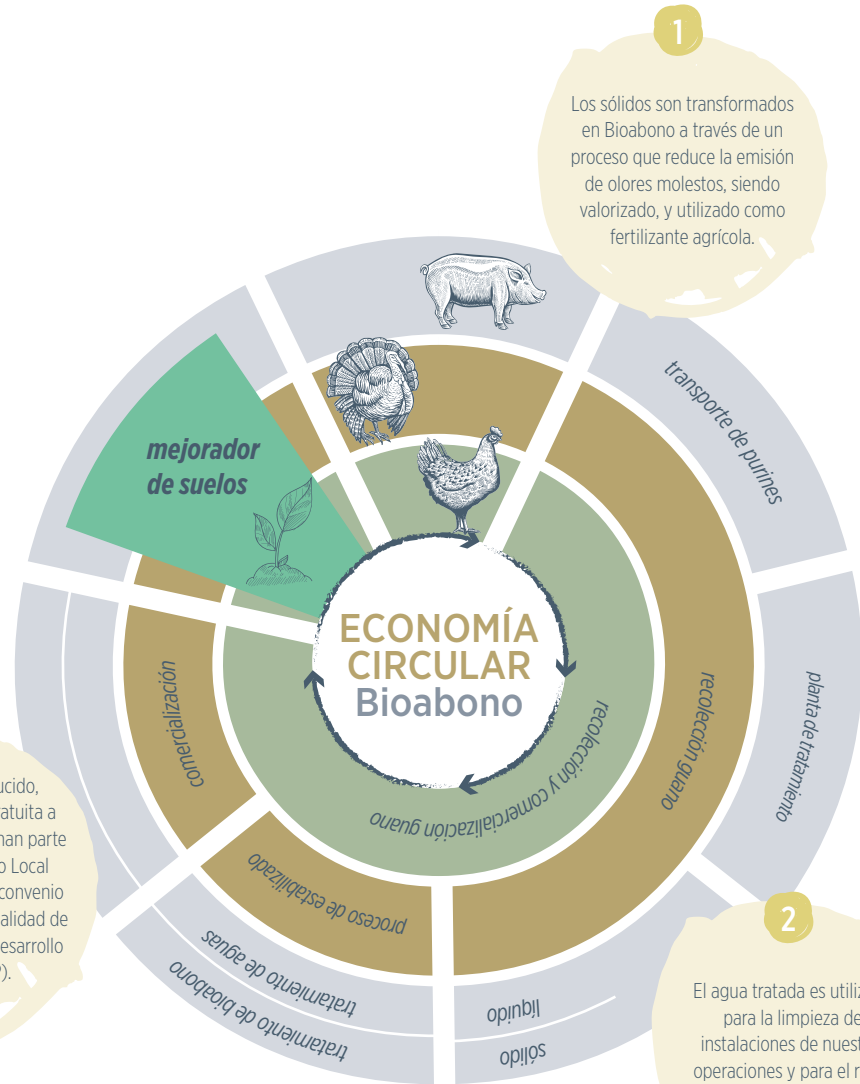 1
Los sólidos son transformados
en Bioabono a través de un
proceso que reduce la emisión
de olores molestos, siendo
valorizado, y utilizado como
fertilizante agrícola.
transporte de purines
mejorador
de suelos
ECONOMÍA
CIRCULAR
Bioabono
comercialización
recolección guano
planta de tratamiento
recolección y comercialización guano
proceso de estabilizado
tratamiento de aguas
tratamiento de bioabono
líquido
sólido
ucido,
atuita a
man parte
o Local
convenio
alidad de
esarrollo
).
2
El agua tratada es utiliz
para la limpieza de
instalaciones de nuest
operaciones y para el r